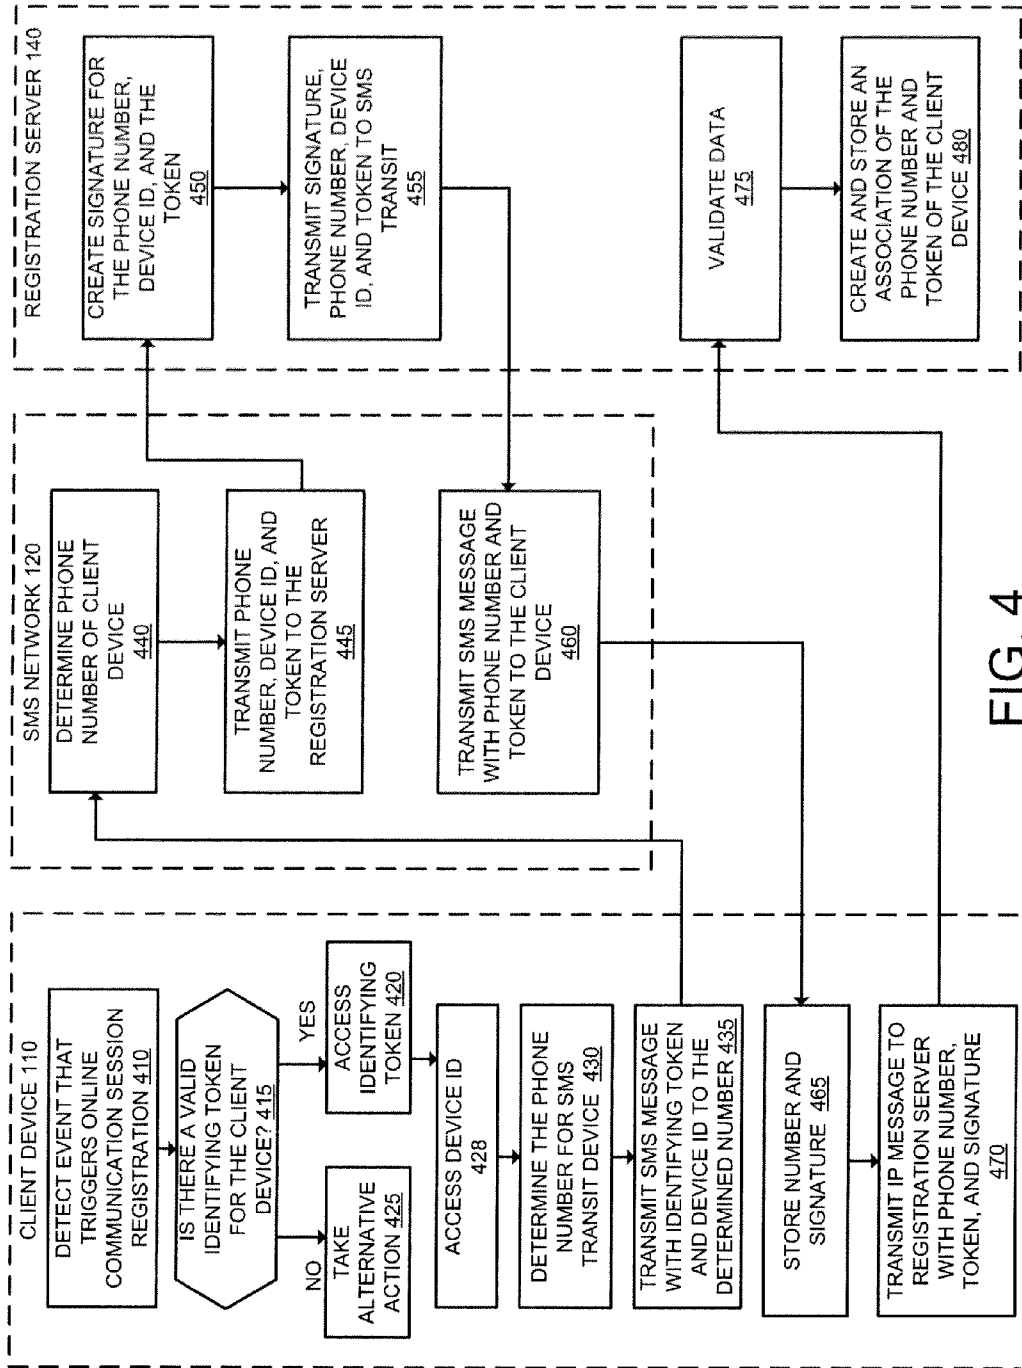 CLIENT DEVICE 110
DETECT EVENT THAT
TRIGGERS ONLINE
COMMUNICATION SESSION
REGISTRATION 410
IS THERE A VALID
IDENTIFYING TOKEN
FOR THE CLIENT
DEVICE? 415
NO
YES
TAKE
ALTERNATIVE
ACTION 425
ACCESS
IDENTIFYING
TOKEN 420
ACCESS DEVICE ID
428
DETERMINE THE PHONE
NUMBER FOR SMS
TRANSIT DEVICE 430
TRANSMIT SMS MESSAGE
WITH IDENTIFYING TOKEN
AND DEVICE ID TO THE
DETERMINED NUMBER 435
STORE NUMBER AND
SIGNATURE 465
TRANSMIT IP MESSAGE TO
REGISTRATION SERVER
WITH PHONE NUMBER,
TOKEN, AND SIGNATURE
470
SMS NETWORK 120
DETERMINE PHONE
NUMBER OF CLIENT
DEVICE
440
TRANSMIT PHONE
NUMBER, DEVICE ID, AND
TOKEN TO THE
REGISTRATION SERVER
445
TRANSMIT SMS MESSAGE
WITH PHONE NUMBER AND
TOKEN TO THE CLIENT
DEVICE
460
REGISTRATION SERVER 140
CREATE SIGNATURE FOR
THE PHONE NUMBER,
DEVICE ID, AND THE
TOKEN
450
TRANSMIT SIGNATURE,
PHONE NUMBER, DEVICE
ID, AND TOKEN TO SMS
TRANSIT
455
VALIDATE DATA
475
CREATE AND STORE AN
ASSOCIATION OF THE
PHONE NUMBER AND
TOKEN OF THE CLIENT
DEVICE 480
FIG. 4